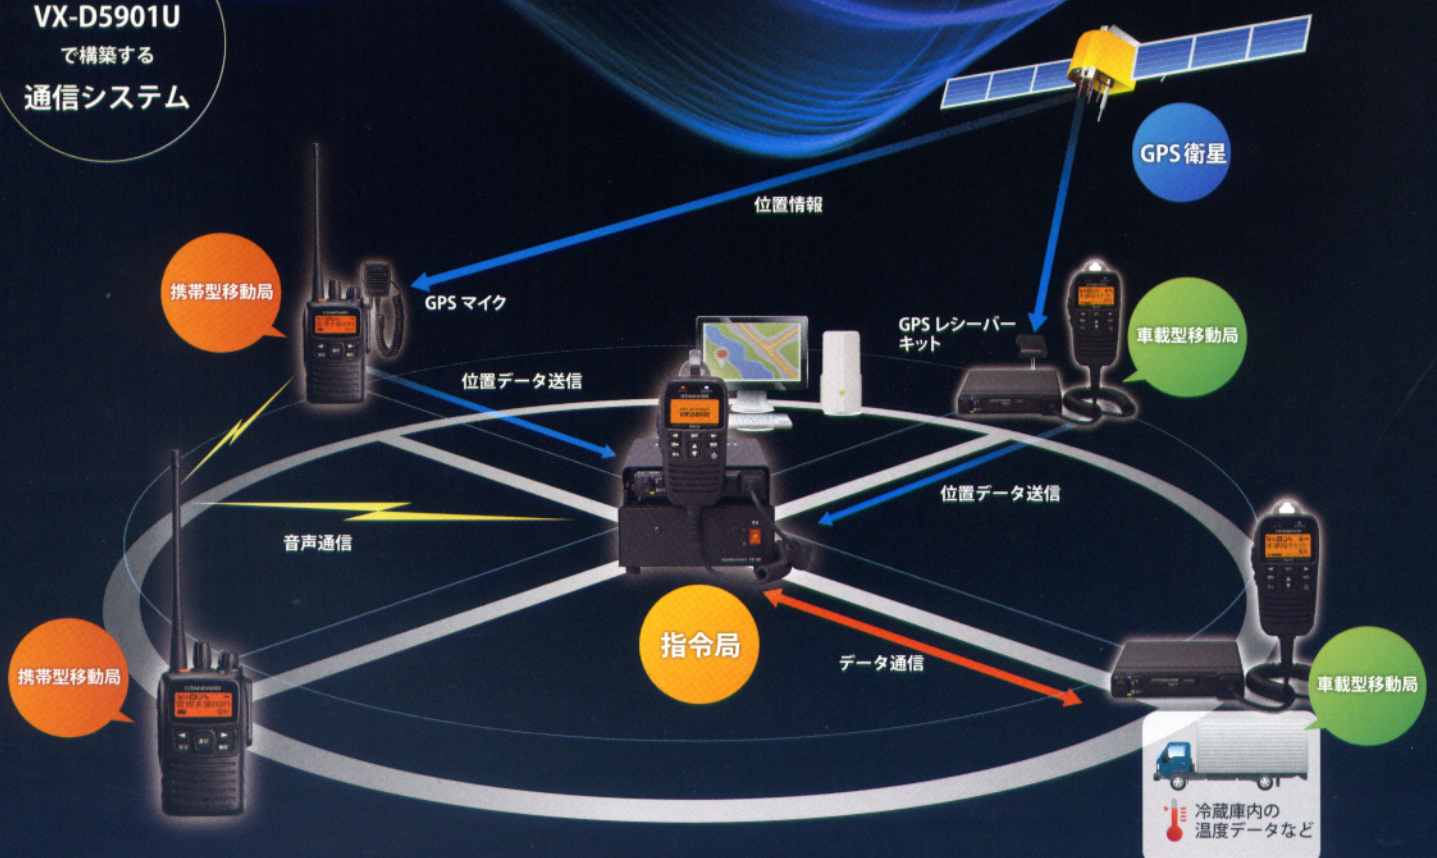 VX-D5901U
で構築する
通信システム
GPS衛星
位置情報
携帯型移動局
GPS マイク
GPS レシーバー
キット
車載型移動局
位置データ送信
位置データ送信
音声通信
指令局
データ通信
携帯型移動局
車載型移動局
冷蔵庫内の
温度データなど
STANDARD